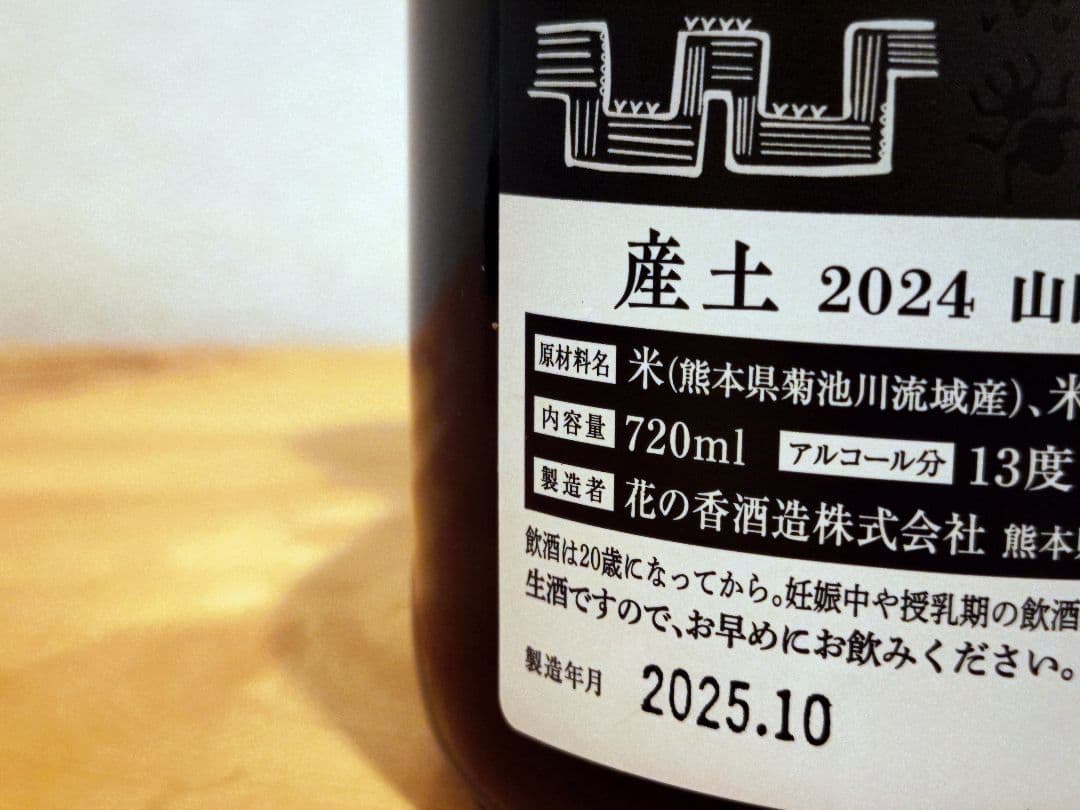 産土 2024 山
原材料名 米(熊本県菊池川流域産)、米
内容量 720ml アルコール分 13度
製造者 花の香酒造株式会社 熊本
飲酒は20歳になってから。妊娠中や授乳期の飲酒
生酒ですので、お早めにお飲みください。
製造年月 2025.10